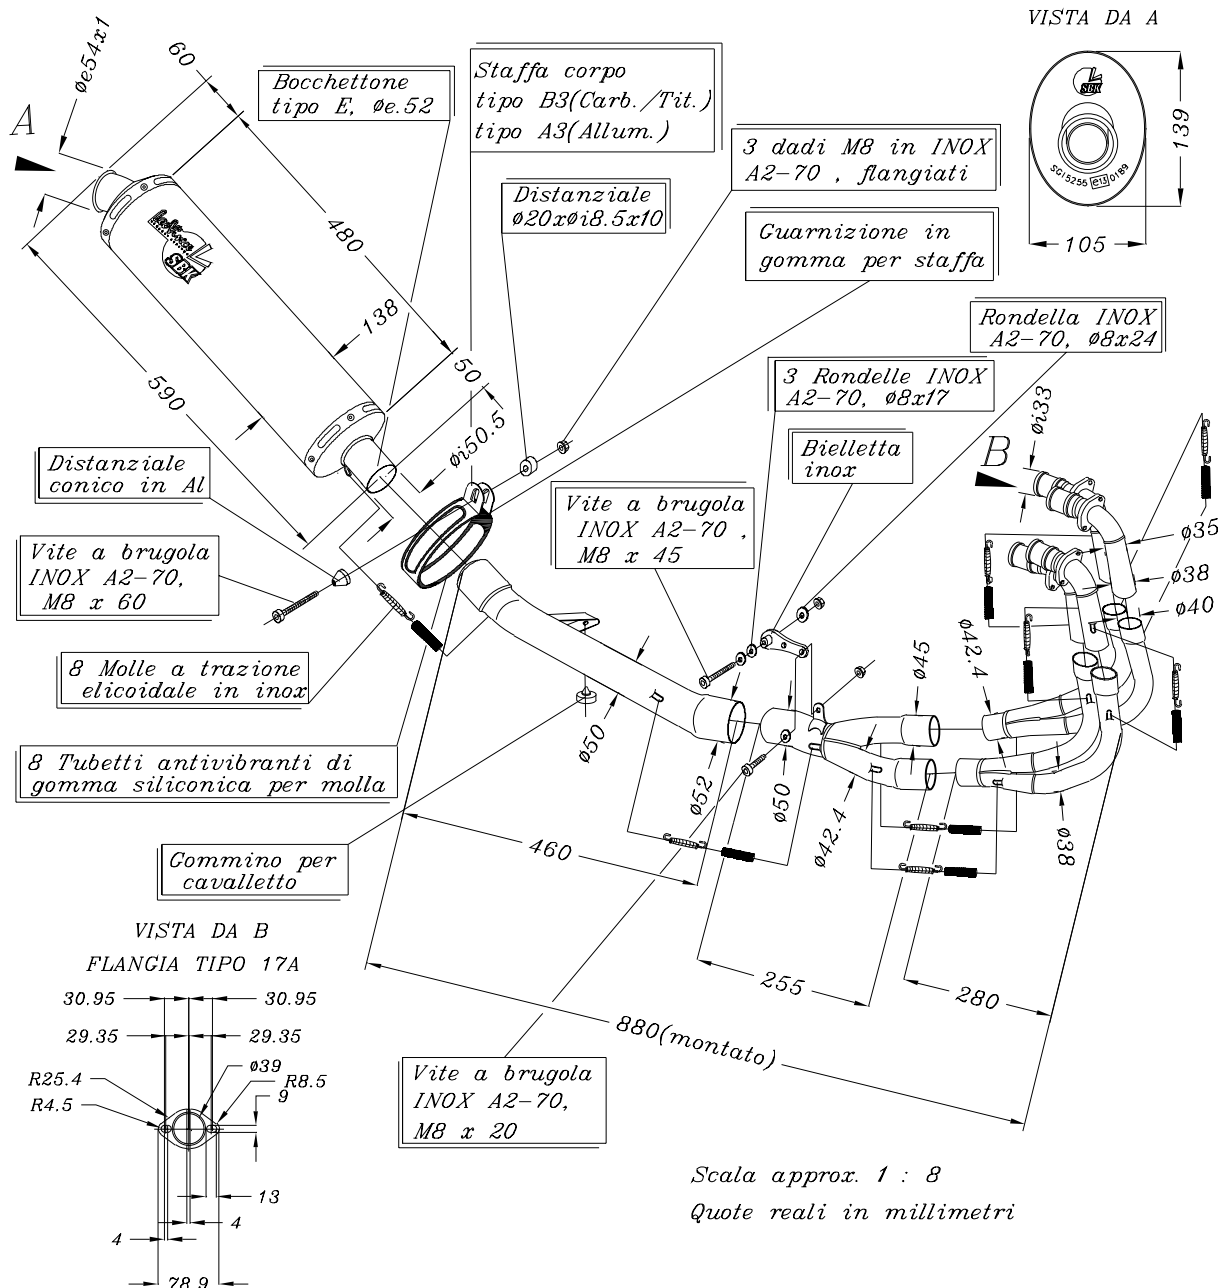 VISTA DA A
øe54x1
60
A
Bocchettone
tipo E, øe.52
Staffa corpo
tipo B3(Carb./Tit.)
tipo A3(Allum.)
3 dadi M8 in INOX
A2-70 , flangiati
SBK
139
SG15255 e13 0189
105
Distanziale
ø20xøi8.5x10
Guarnizione in
gomma per staffa
SBK
480
138
590
50
øi50.5
Rondella INOX
A2-70, ø8x24
3 Rondelle INOX
A2-70, ø8x17
øi33
B
Bielletta
inox
Distanziale
conico in Al
Vite a brugola
INOX A2-70 ,
M8 x 45
Vite a brugola
INOX A2-70,
M8 x 60
ø35
ø38
ø40
8 Molle a trazione
elicoidale in inox
ø45
ø42.4
ø50
ø52
ø50
ø42.4
ø38
8 Tubetti antivibranti di
gomma siliconica per molla
460
Gommino per
cavalletto
255
280
880(montato)
VISTA DA B
FLANGIA TIPO 17A
30.95
30.95
29.35
29.35
R25.4
ø39
R8.5
R4.5
9
13
4
4
78.9
Vite a brugola
INOX A2-70,
M8 x 20
Scala approx. 1 : 8
Quote reali in millimetri